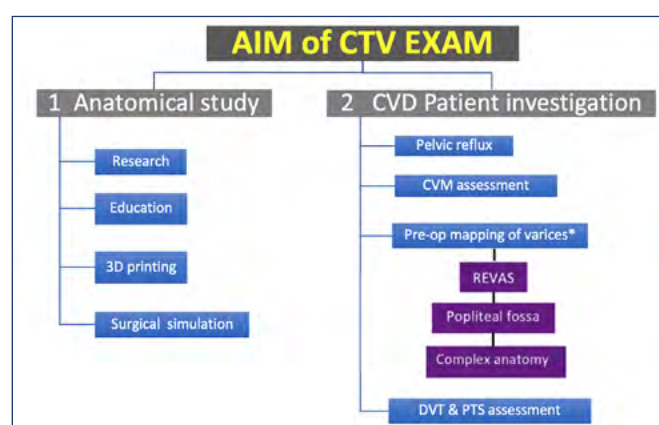 AIM of CTV EXAM
1 Anatomical study
Research
Education
3D printing
Surgical simulation
2 CVD Patient investigation
Pelvic reflux
CVM assessment
Pre-op mapping of varices*
REVAS
Popliteal fossa
Complex anatomy
DVT & PTS assessment